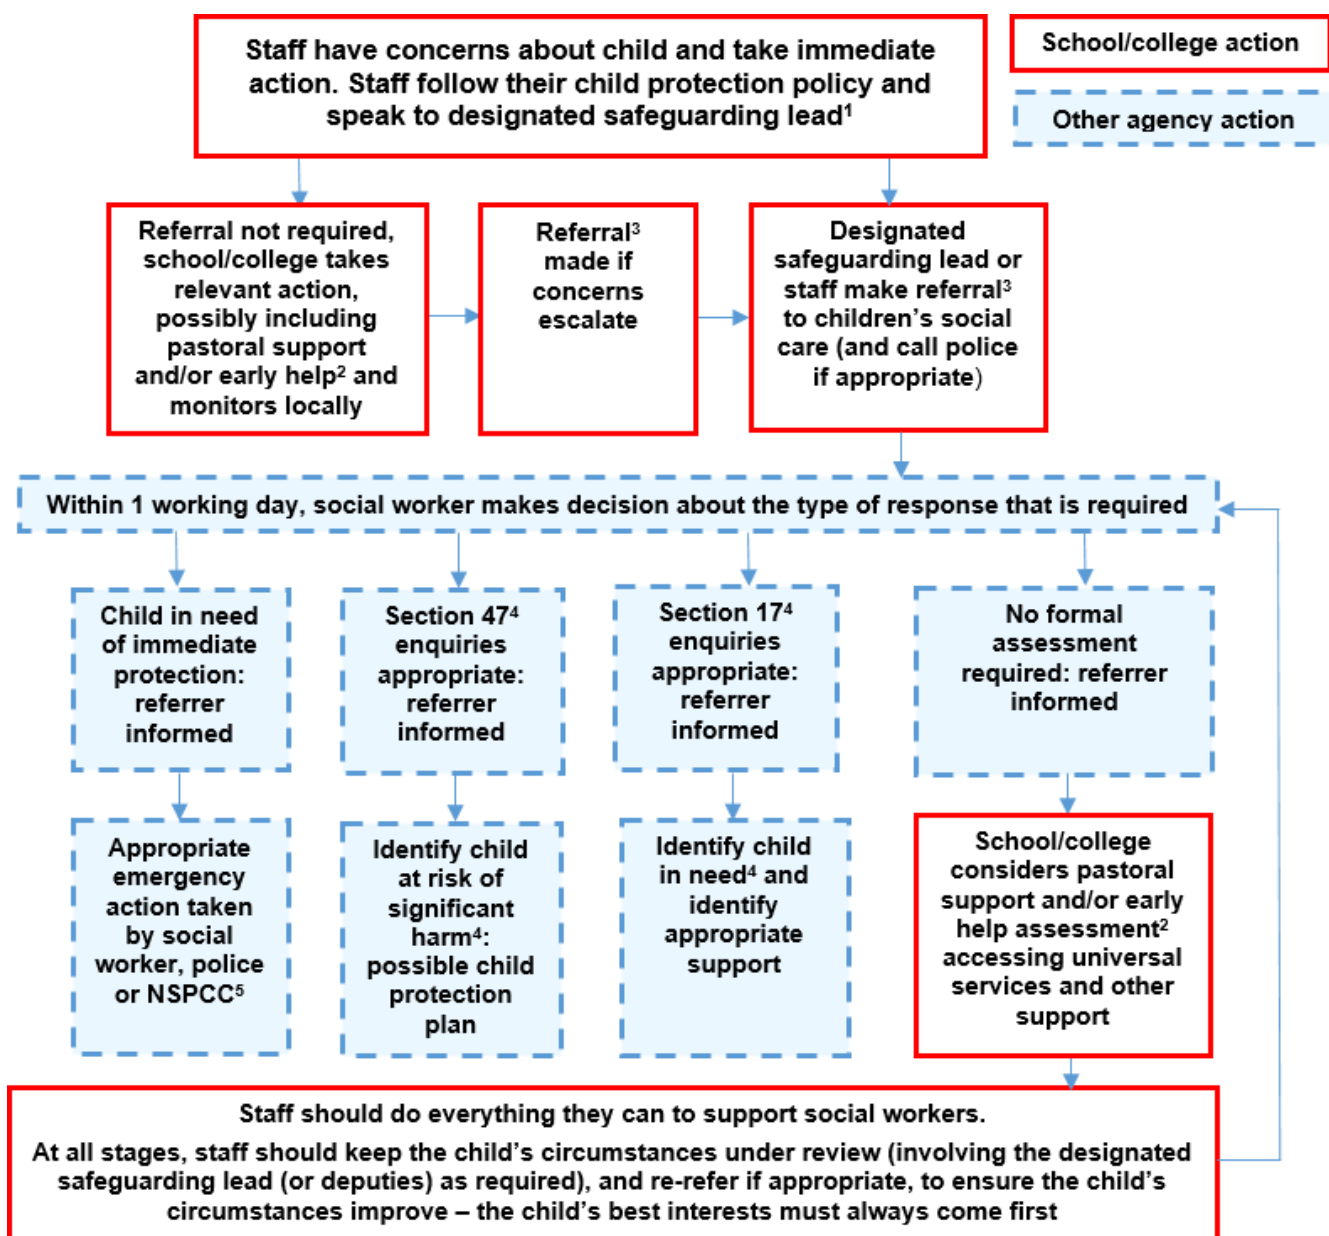 Staff have concerns about child and take immediate
action. Staff follow their child protection policy and
speak to designated safeguarding lead¹
School/college action
Other agency action
Referral not required,
school/college takes
relevant action,
possibly including
pastoral support
and/or early help² and
monitors locally
Referral³
made if
concerns
escalate
Designated
safeguarding lead or
staff make referral³
to children’s social
care (and call police
if appropriate)
Within 1 working day, social worker makes decision about the type of response that is required
Child in need
of immediate
protection:
referrer
informed
Section 47⁴
enquiries
appropriate:
referrer
informed
Section 17⁴
enquiries
appropriate:
referrer
informed
No formal
assessment
required: referrer
informed
Appropriate
emergency
action taken
by social
worker, police
or NSPCC⁵
Identify child
at risk of
significant
harm⁴:
possible child
protection
plan
Identify child
in need⁴ and
identify
appropriate
support
School/college
considers pastoral
support and/or early
help assessment²
accessing universal
services and other
support
Staff should do everything they can to support social workers.
At all stages, staff should keep the child’s circumstances under review (involving the designated
safeguarding lead (or deputies) as required), and re-refer if appropriate, to ensure the child’s
circumstances improve – the child’s best interests must always come first